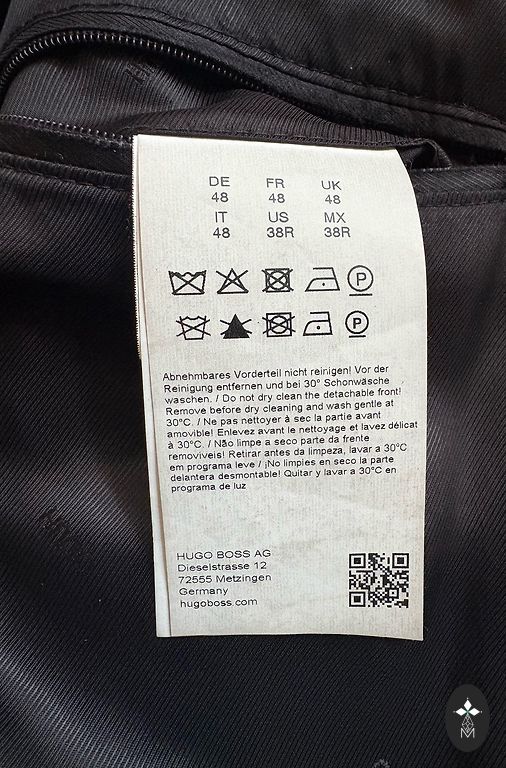 DE FR UK
48 48 48
IT US MX
48 38R 38R
P
P
Abnehmbares Vorderteil nicht reinigen! Vor der
Reinigung entfernen und bei 30° Schonwäsche
waschen. / Do not dry clean the detachable front!
Remove before dry cleaning and wash gentle at
30°C. / Ne pas nettoyer à sec la partie avant
amovible! Enlevez avant le nettoyage et lavez délicat
à 30°C. / Não limpe a seco parte da frente
removiveis! Retirar antes da limpeza, lavar a 30°C
em programa leve / ¡No limpies en seco la parte
delantera desmontable! Quitar y lavar a 30°C en
programa de luz
HUGO BOSS AG
Dieselstrasse 12
72555 Metzingen
Germany
hugoboss.com
M